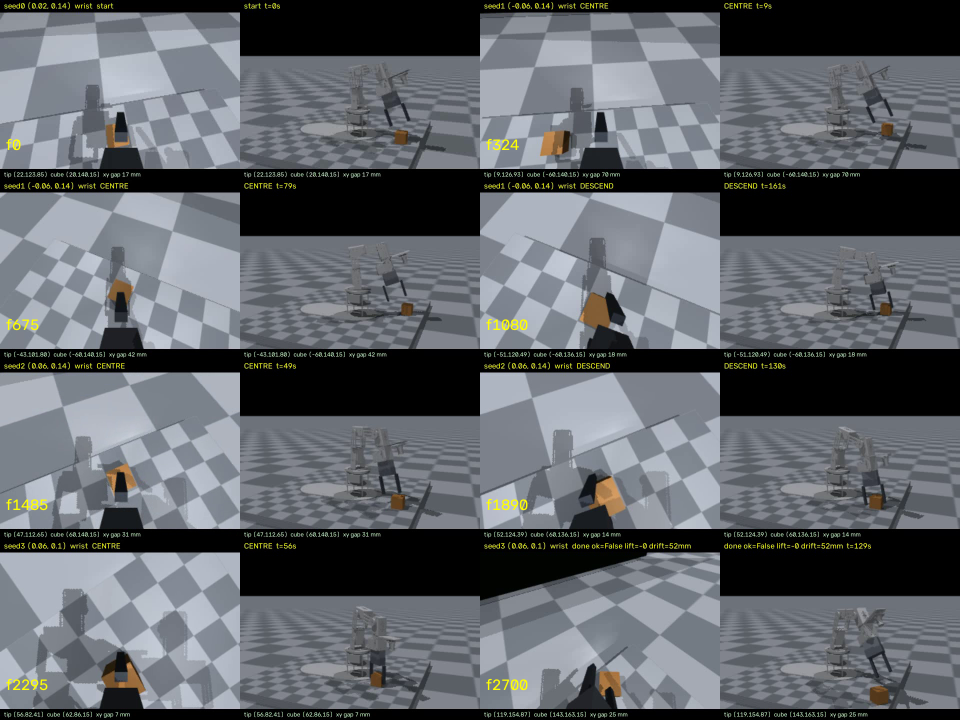 seed0 (0.02, 0.14) wrist start
start t=0s
seed1 (-0.06, 0.14) wrist CENTRE
CENTRE t=9s
f0
f324
tip (22,123,85) cube (20,140,15) xy gap 17 mm
tip (22,123,85) cube (20,140,15) xy gap 17 mm
tip (9,126,93) cube (-60,140,15) xy gap 70 mm
tip (9,126,93) cube (-60,140,15) xy gap 70 mm
seed1 (-0.06, 0.14) wrist CENTRE
CENTRE t=79s
seed1 (-0.06, 0.14) wrist DESCEND
DESCEND t=161s
f675
f1080
tip (-43,101,80) cube (-60,140,15) xy gap 42 mm
tip (-43,101,80) cube (-60,140,15) xy gap 42 mm
tip (-51,120,49) cube (-60,136,15) xy gap 18 mm
tip (-51,120,49) cube (-60,136,15) xy gap 18 mm
seed2 (0.06, 0.14) wrist CENTRE
CENTRE t=49s
seed2 (0.06, 0.14) wrist DESCEND
DESCEND t=130s
f1485
f1890
tip (47,112,65) cube (60,140,15) xy gap 31 mm
tip (47,112,65) cube (60,140,15) xy gap 31 mm
tip (52,124,39) cube (60,136,15) xy gap 14 mm
tip (52,124,39) cube (60,136,15) xy gap 14 mm
seed3 (0.06, 0.1) wrist CENTRE
CENTRE t=56s
seed3 (0.06, 0.1) wrist done ok=False lift=-0 drift=52mm
done ok=False lift=-0 drift=52mm t=129s
f2295
f2700
tip (56,82,41) cube (62,86,15) xy gap 7 mm
tip (56,82,41) cube (62,86,15) xy gap 7 mm
tip (119,154,87) cube (143,163,15) xy gap 25 mm
tip (119,154,87) cube (143,163,15) xy gap 25 mm